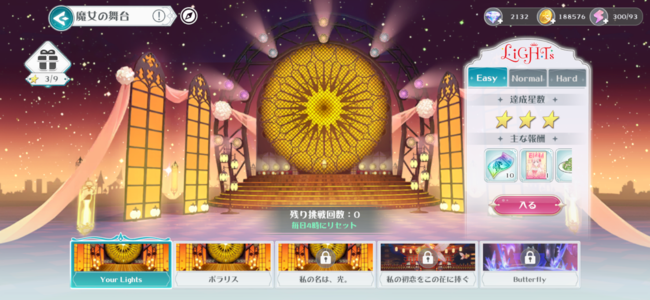 魔女の舞台
2132
188576
300/93
3/9
LiGHTs
Easy
Normal
Hard
達成星数
主な報酬
10
1
入る
残り挑戦回数：0
毎日4時にリセット
Your Lights
ポラリス
私の名は、光。
私の初恋をこの花に捧ぐ
Butterfly